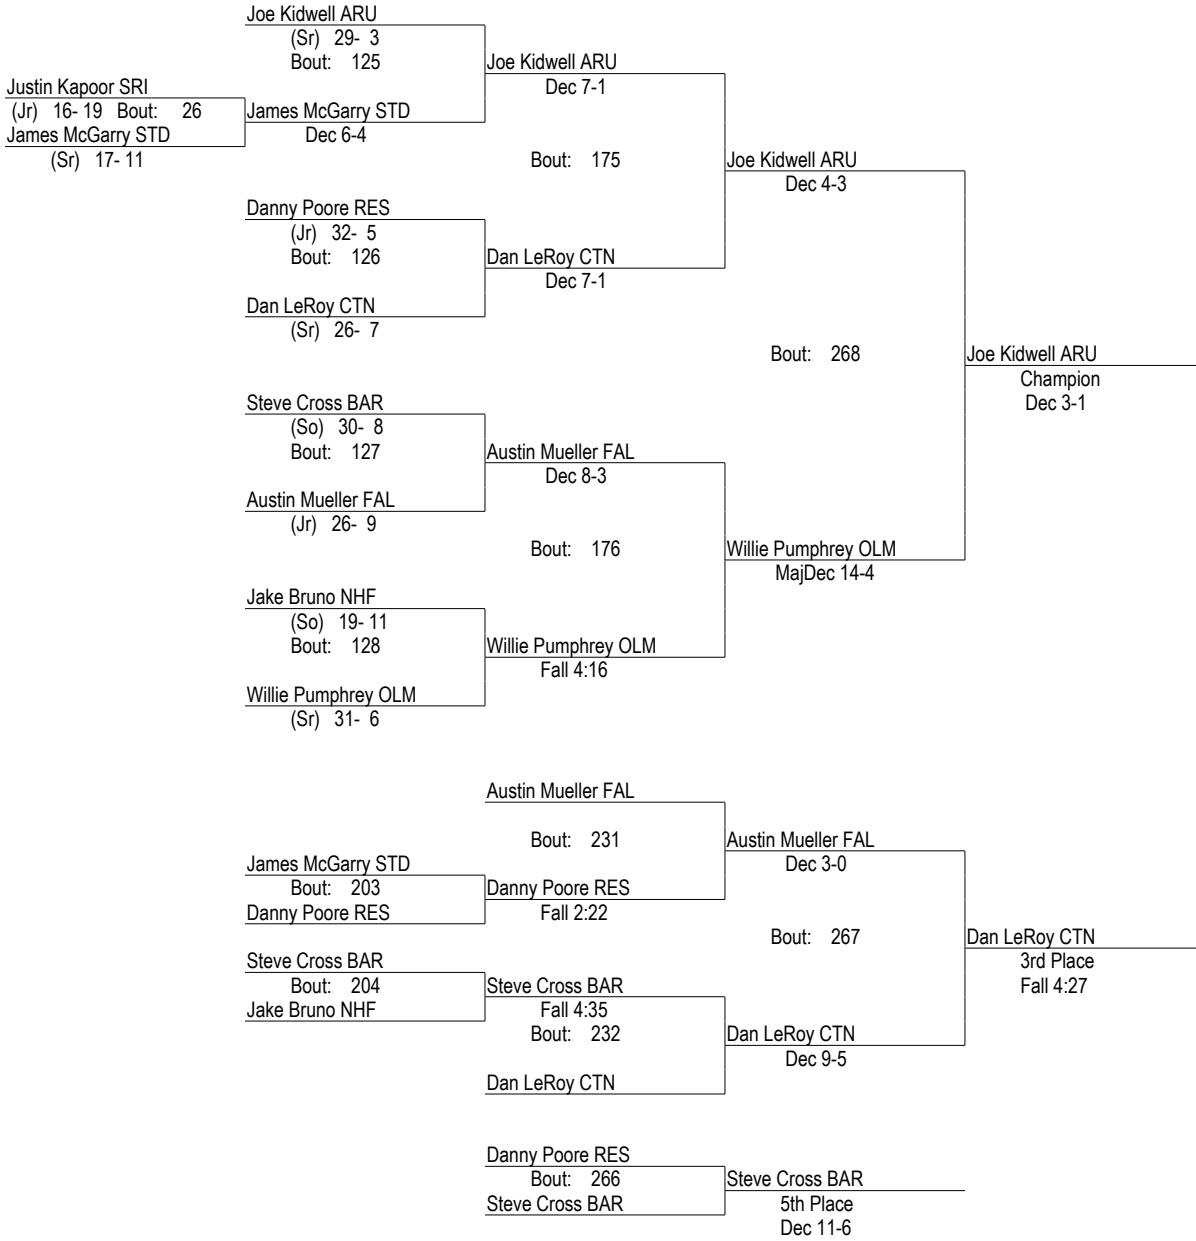 Joe Kidwell ARU
(Sr) 29- 3
Bout: 125
Joe Kidwell ARU
Dec 7-1
Justin Kapoor SRI
(Jr) 16- 19 Bout: 26
James McGarry STD
(Sr) 17- 11
James McGarry STD
Dec 6-4
Bout: 175
Joe Kidwell ARU
Dec 4-3
Danny Poore RES
(Jr) 32- 5
Bout: 126
Dan LeRoy CTN
Dec 7-1
Dan LeRoy CTN
(Sr) 26- 7
Bout: 268
Joe Kidwell ARU
Champion
Dec 3-1
Steve Cross BAR
(So) 30- 8
Bout: 127
Austin Mueller FAL
Dec 8-3
Austin Mueller FAL
(Jr) 26- 9
Bout: 176
Willie Pumphrey OLM
MajDec 14-4
Jake Bruno NHF
(So) 19- 11
Bout: 128
Willie Pumphrey OLM
Fall 4:16
Willie Pumphrey OLM
(Sr) 31- 6
Austin Mueller FAL
Bout: 231
Austin Mueller FAL
Dec 3-0
James McGarry STD
Bout: 203
Danny Poore RES
Danny Poore RES
Fall 2:22
Bout: 267
Dan LeRoy CTN
3rd Place
Fall 4:27
Steve Cross BAR
Bout: 204
Jake Bruno NHF
Steve Cross BAR
Fall 4:35
Bout: 232
Dan LeRoy CTN
Dec 9-5
Dan LeRoy CTN
Danny Poore RES
Bout: 266
Steve Cross BAR
Steve Cross BAR
5th Place
Dec 11-6